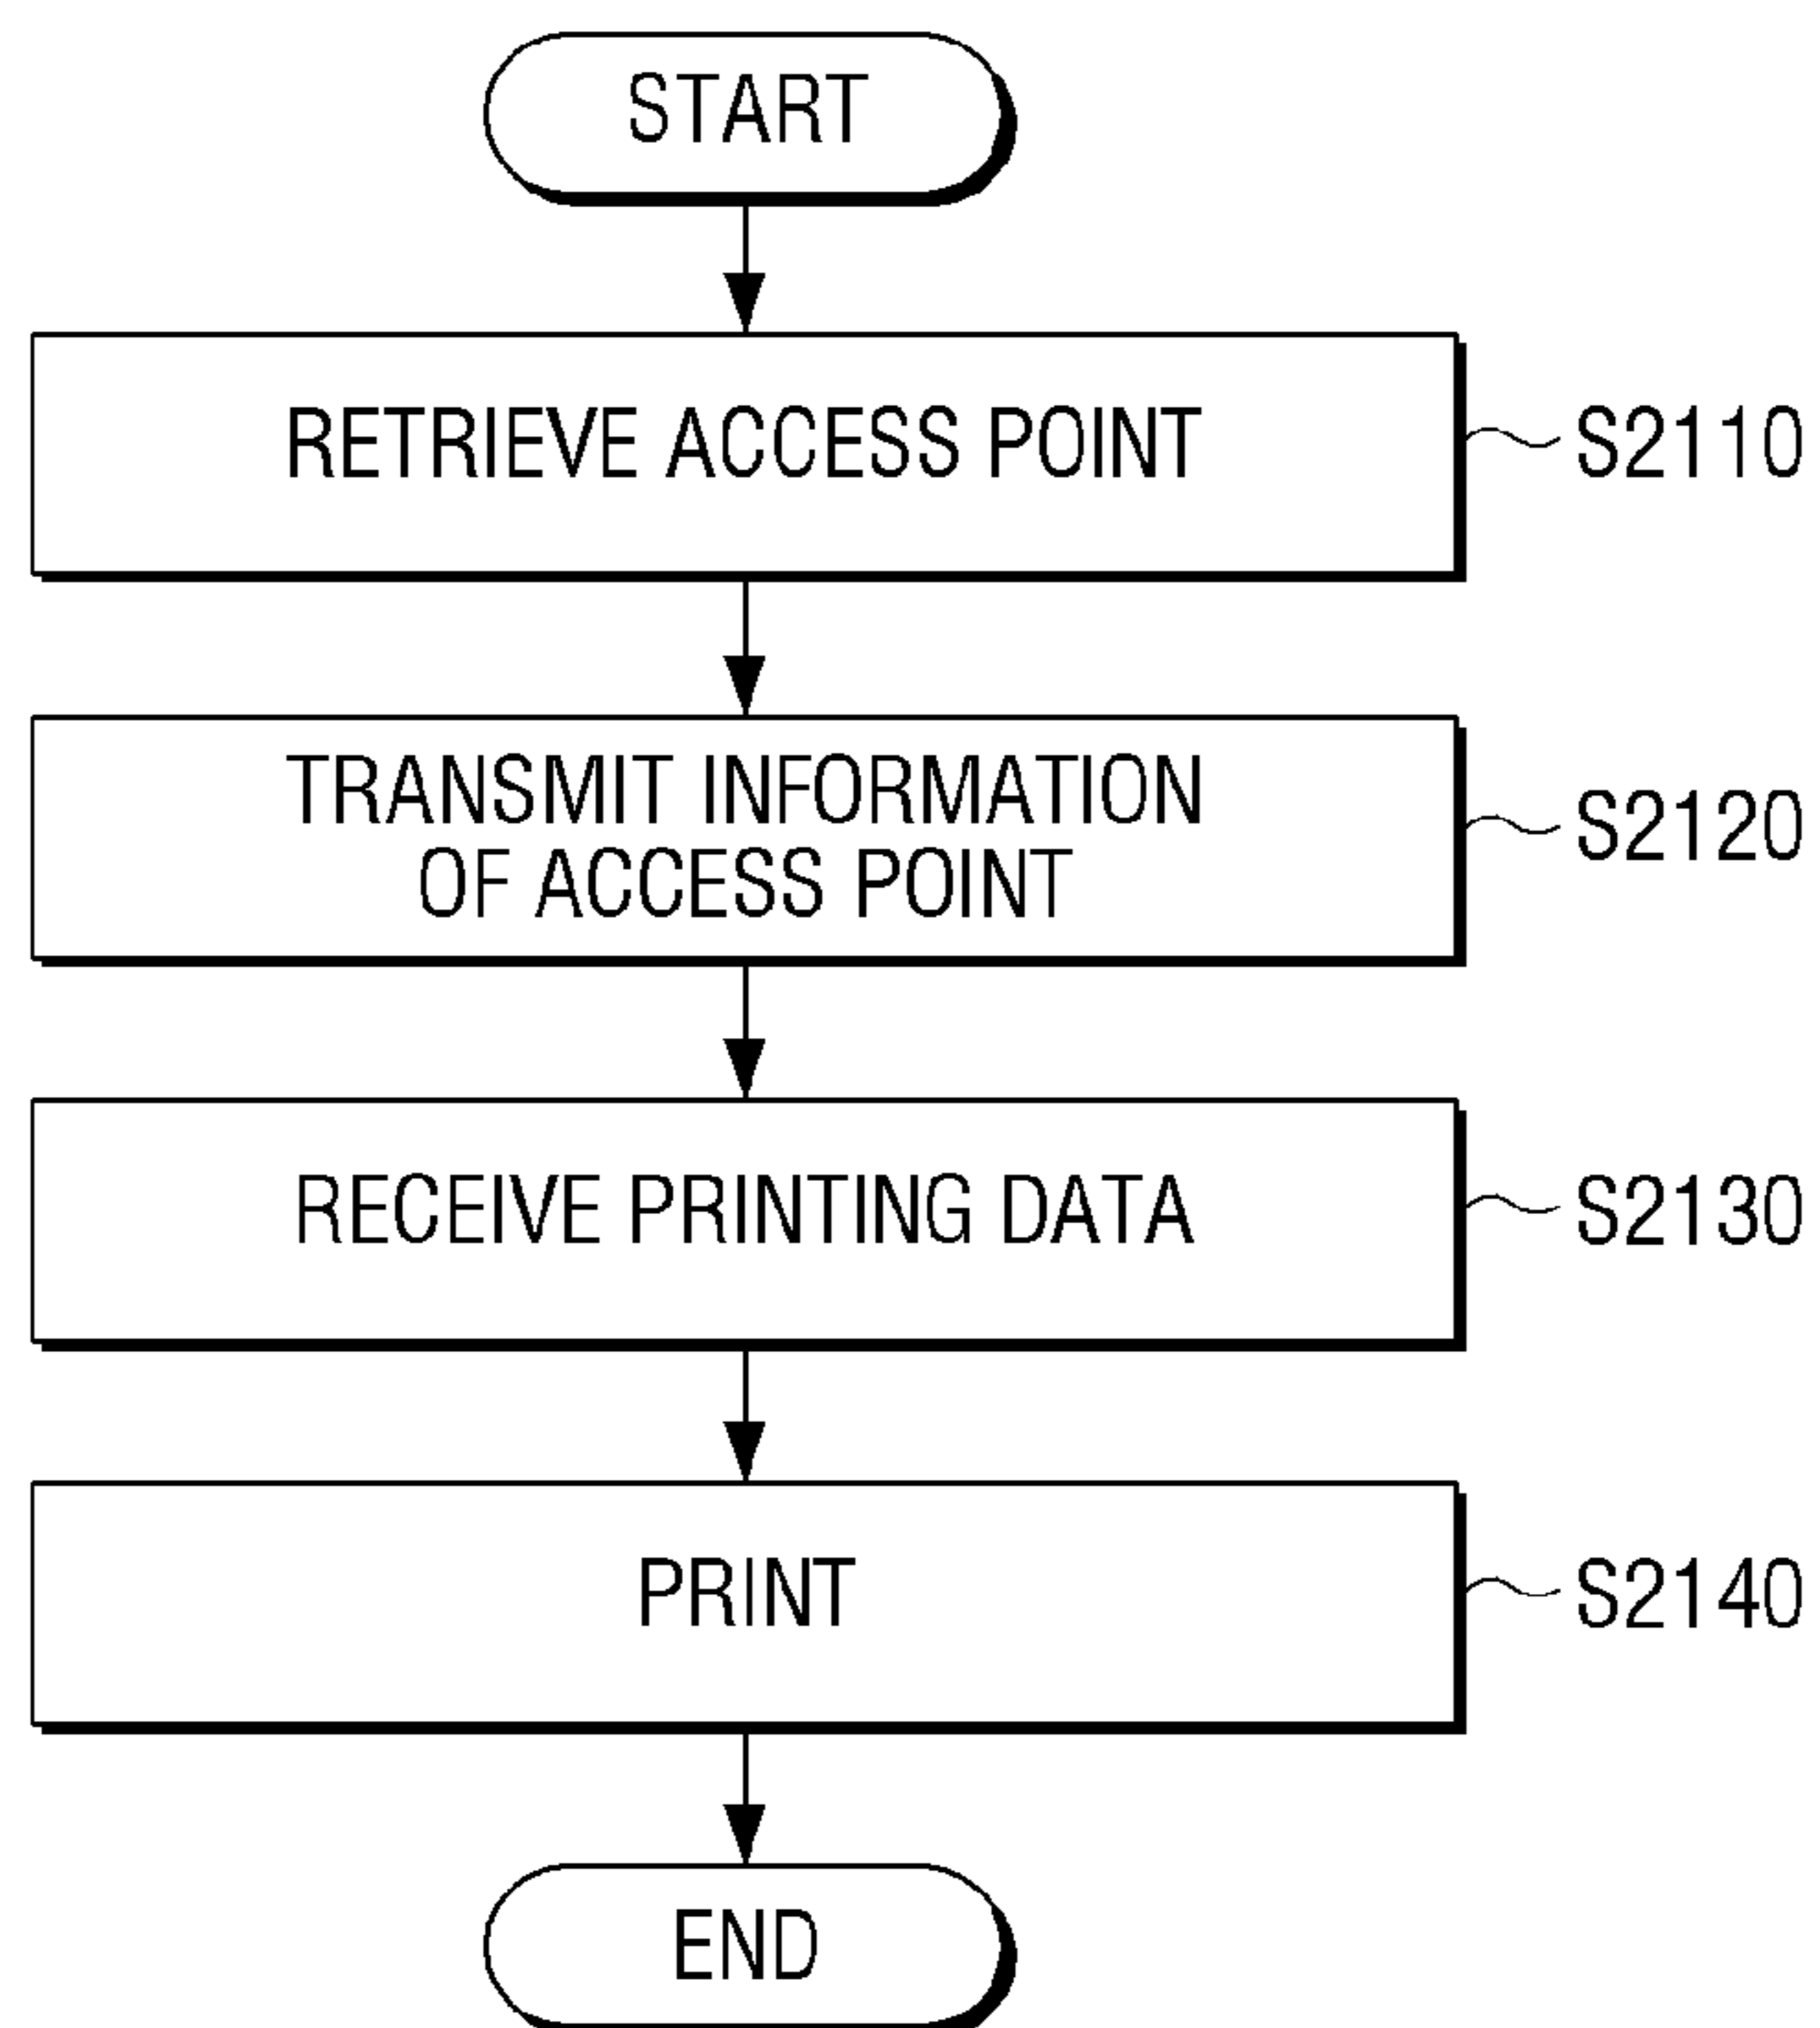 START
RETRIEVE ACCESS POINT
S2110
TRANSMIT INFORMATION
OF ACCESS POINT
S2120
RECEIVE PRINTING DATA
S2130
PRINT
S2140
END